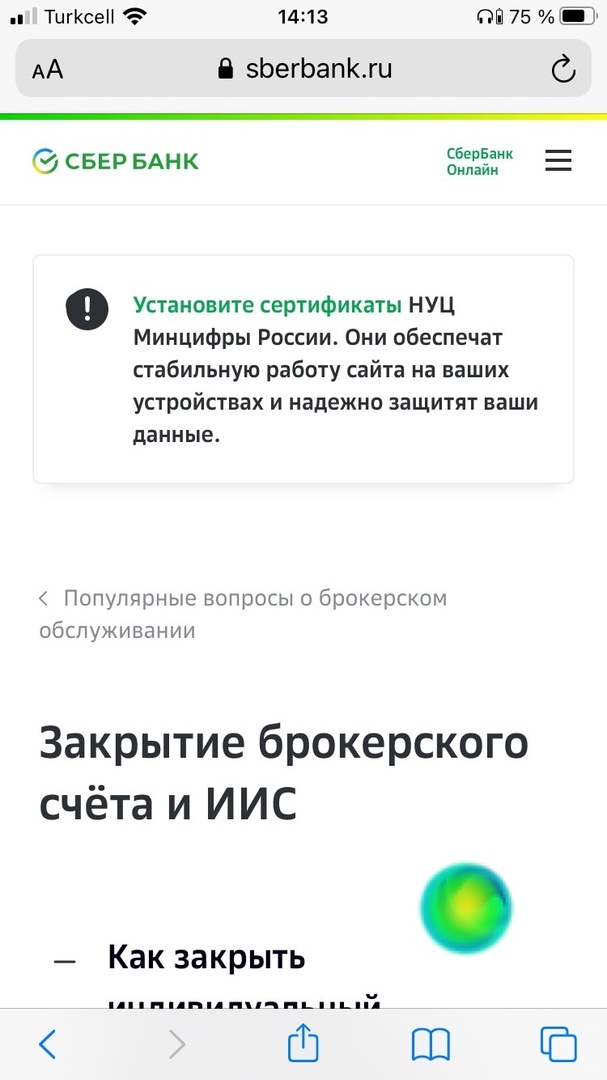 Turkcell 14:13 75 %
AA sberbank.ru
СБЕР БАНК
СберБанк
Онлайн
Установите сертификаты НУЦ
Минцифры России. Они обеспечат
стабильную работу сайта на ваших
устройствах и надежно защитят ваши
данные.
Популярные вопросы о брокерском
обслуживании
Закрытие брокерского
счёта и ИИС
Как закрыть
индивидуальный